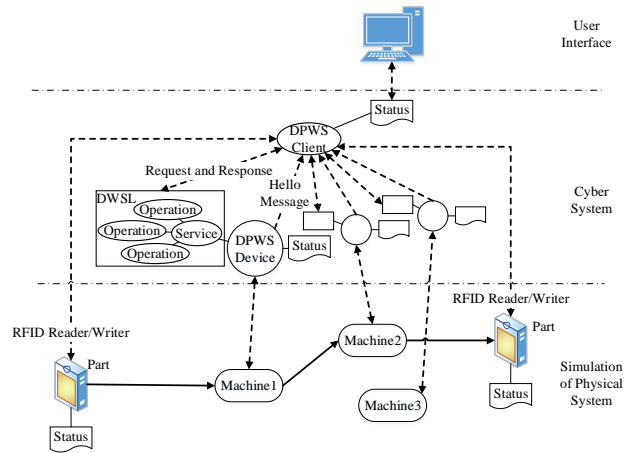 User
Interface
Status
DPWS
Client
Request and Response
Hello
Message
DWSL
Operation
Operation
Service
Operation
DPWS
Device
Status
Cyber
System
RFID Reader/Writer
RFID Reader/Writer
Part
Part
Machine1
Machine2
Machine3
Status
Status
Simulation
of Physical
System